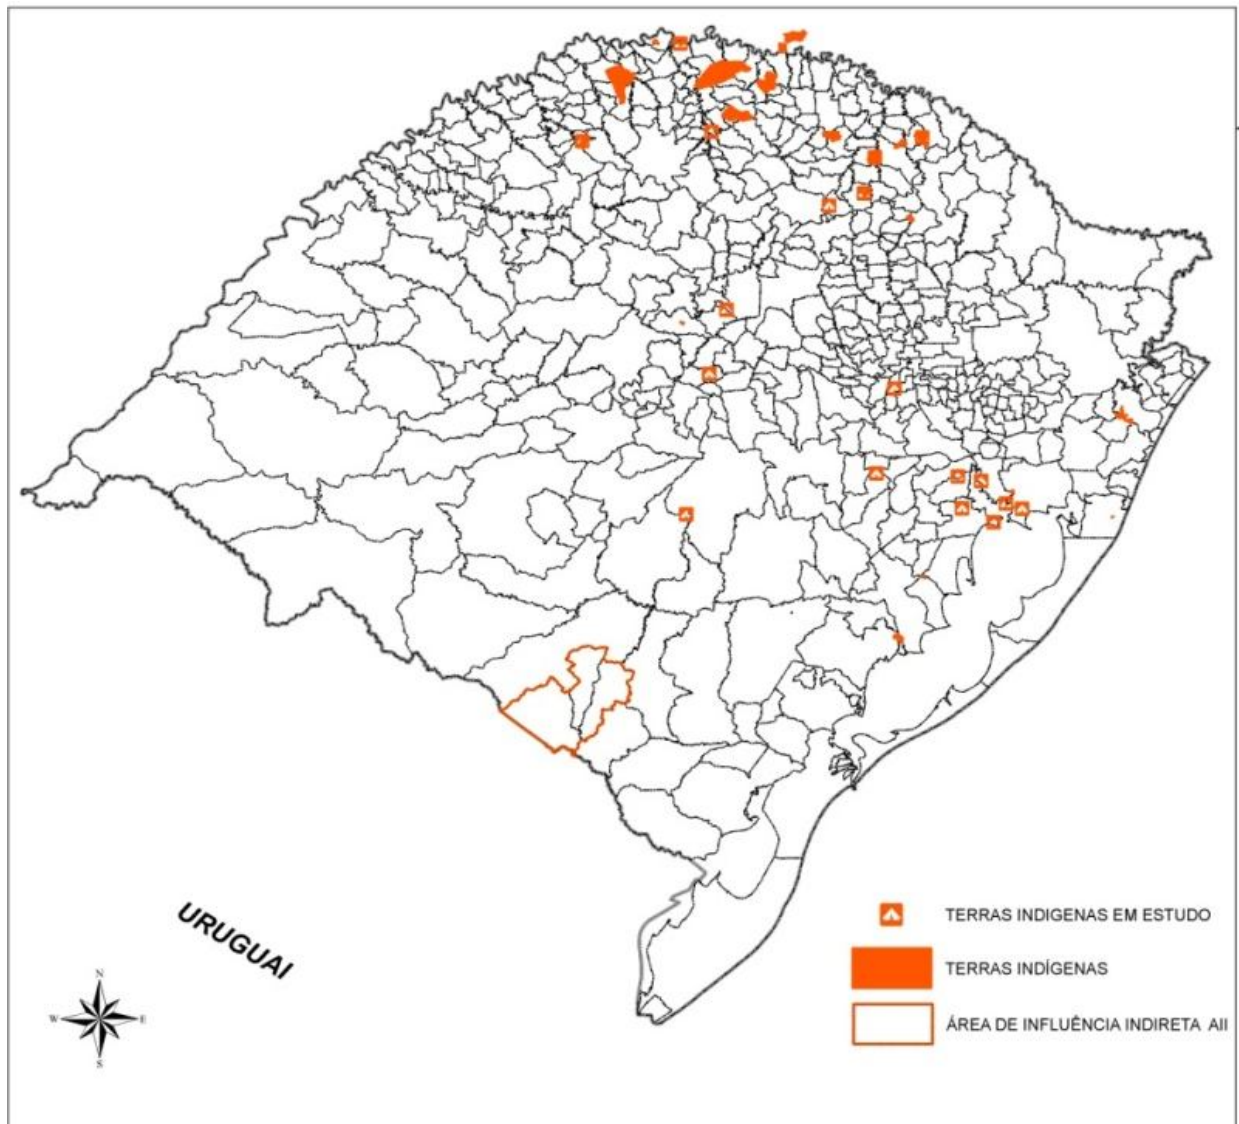 URUGUAI
N
W
E
S
TERRAS INDIGENAS EM ESTUDO
TERRAS INDÍGENAS
ÁREA DE INFLUÊNCIA INDIRETA AII